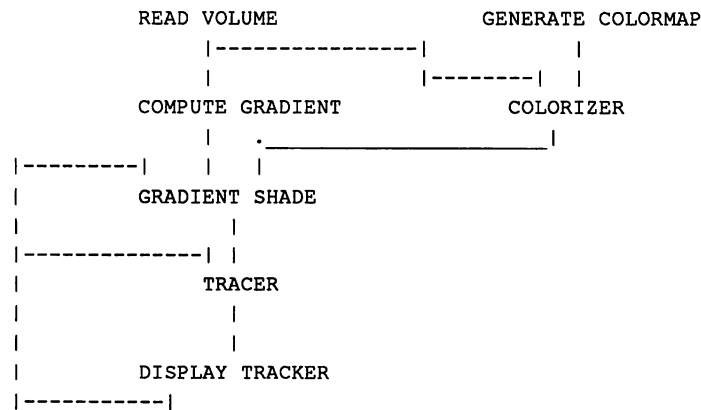 READ VOLUME GENERATE COLORMAP
COMPUTE GRADIENT COLORIZER
GRADIENT SHADE
TRACER
DISPLAY TRACKER